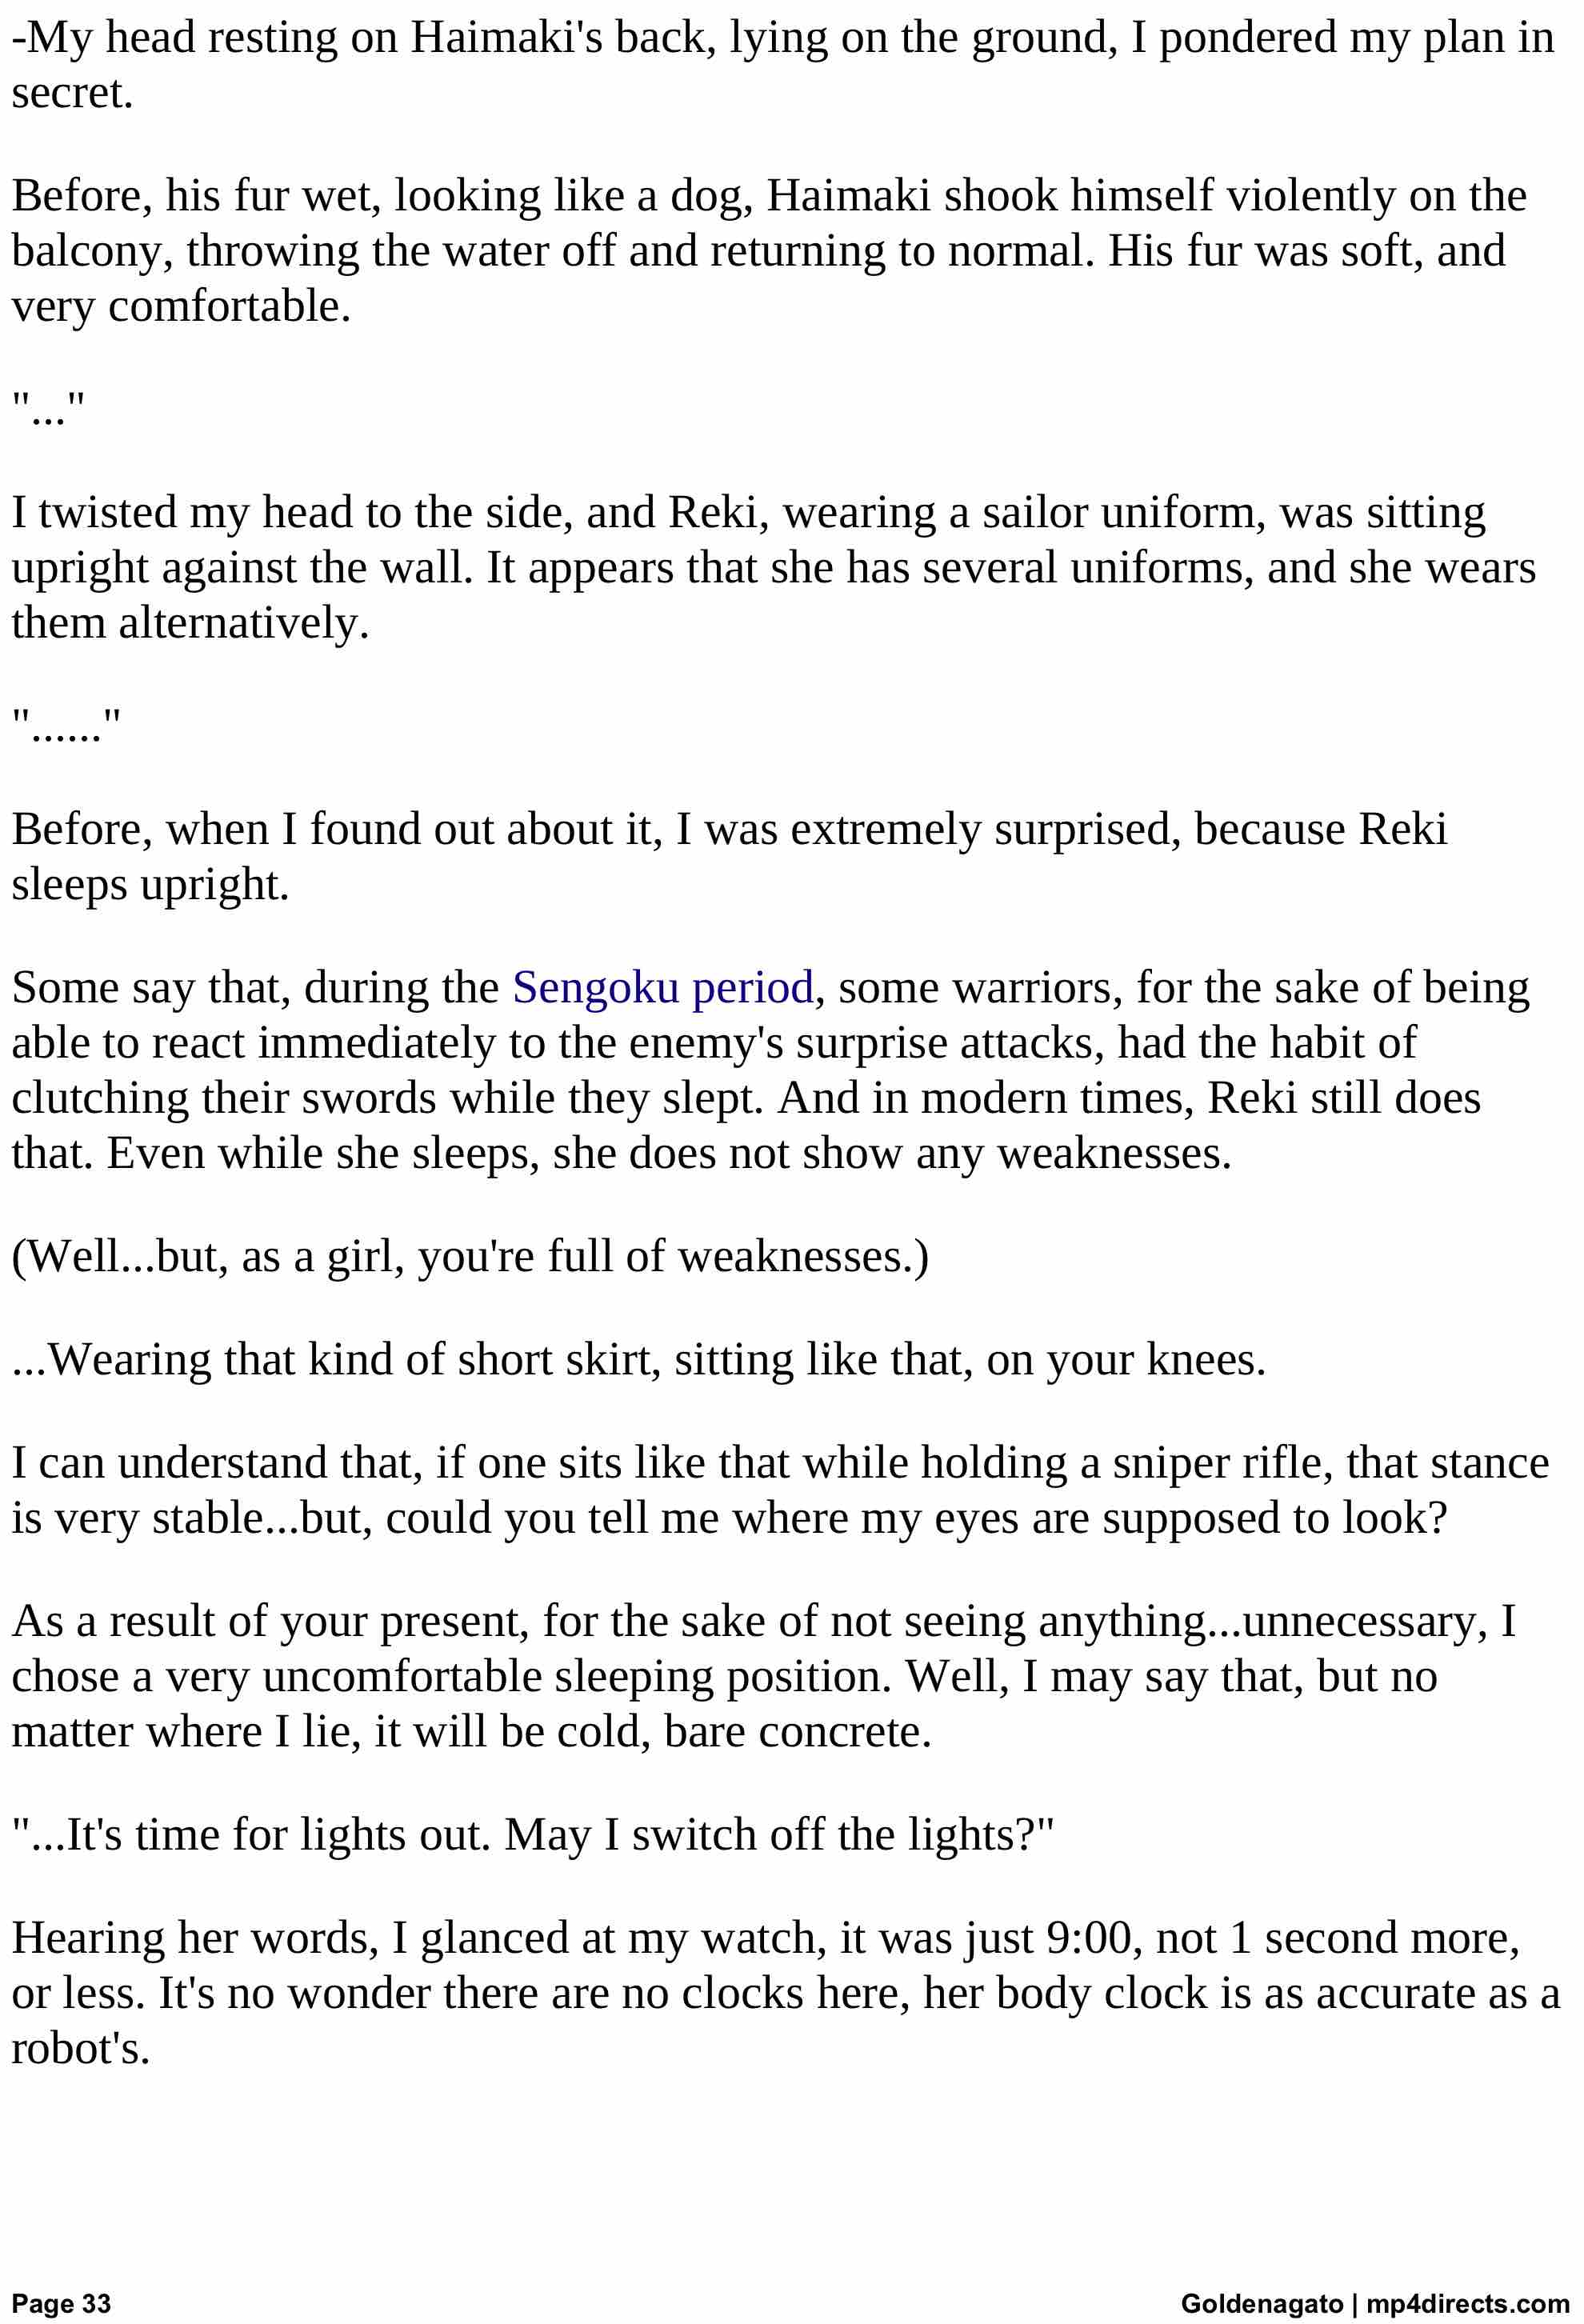 -My head resting on Haimaki's back, lying on the ground, I pondered my plan in
secret.
Before, his fur wet, looking like a dog, Haimaki shook himself violently on the
balcony, throwing the water off and returning to normal. His fur was soft, and
very comfortable.
"..."
I twisted my head to the side, and Reki, wearing a sailor uniform, was sitting
upright against the wall. It appears that she has several uniforms, and she wears
them alternatively.
"......"
Before, when I found out about it, I was extremely surprised, because Reki
sleeps upright.
Some say that, during the Sengoku period, some warriors, for the sake of being
able to react immediately to the enemy's surprise attacks, had the habit of
clutching their swords while they slept. And in modern times, Reki still does
that. Even while she sleeps, she does not show any weaknesses.
(Well...but, as a girl, you're full of weaknesses.)
...Wearing that kind of short skirt, sitting like that, on your knees.
I can understand that, if one sits like that while holding a sniper rifle, that stance
is very stable...but, could you tell me where my eyes are supposed to look?
As a result of your present, for the sake of not seeing anything...unnecessary, I
chose a very uncomfortable sleeping position. Well, I may say that, but no
matter where I lie, it will be cold, bare concrete.
"...It's time for lights out. May I switch off the lights?"
Hearing her words, I glanced at my watch, it was just 9:00, not 1 second more,
or less. It's no wonder there are no clocks here, her body clock is as accurate as a
robot's.
Page 33
Goldenagato | mp4directs.com